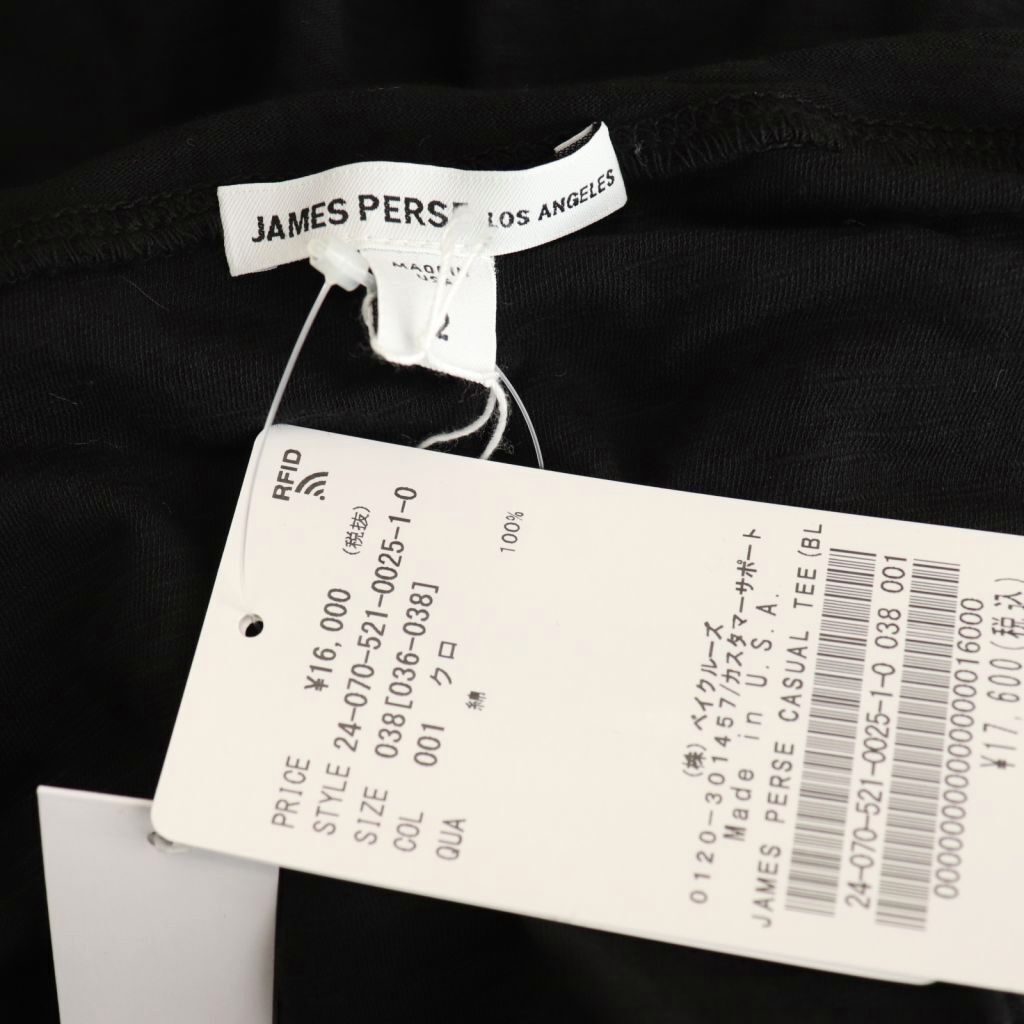 JAMES PERSE LOS ANGELES
MADE IN
USA
2
RFID
PRICE ¥16,000 (税抜)
STYLE 24-070-521-0025-1-0
SIZE 038[036-038]
COL 001 クロ
QUA 綿 100%
(株) ベイクルーズ
0120-301457/カスタマーサポート
Made in U.S.A.
JAMES PERSE CASUAL TEE(BL
24-070-521-0025-1-0 038 001
¥17,600(税込)